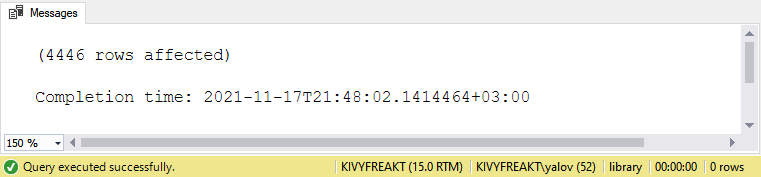 Messages
(4446 rows affected)
Completion time: 2021-11-17T21:48:02.1414464+03:00
150 %
Query executed successfully. KIVYFREAKT (15.0 RTM) KIVYFREAKT\yalov (52) library 00:00:00 0 rows